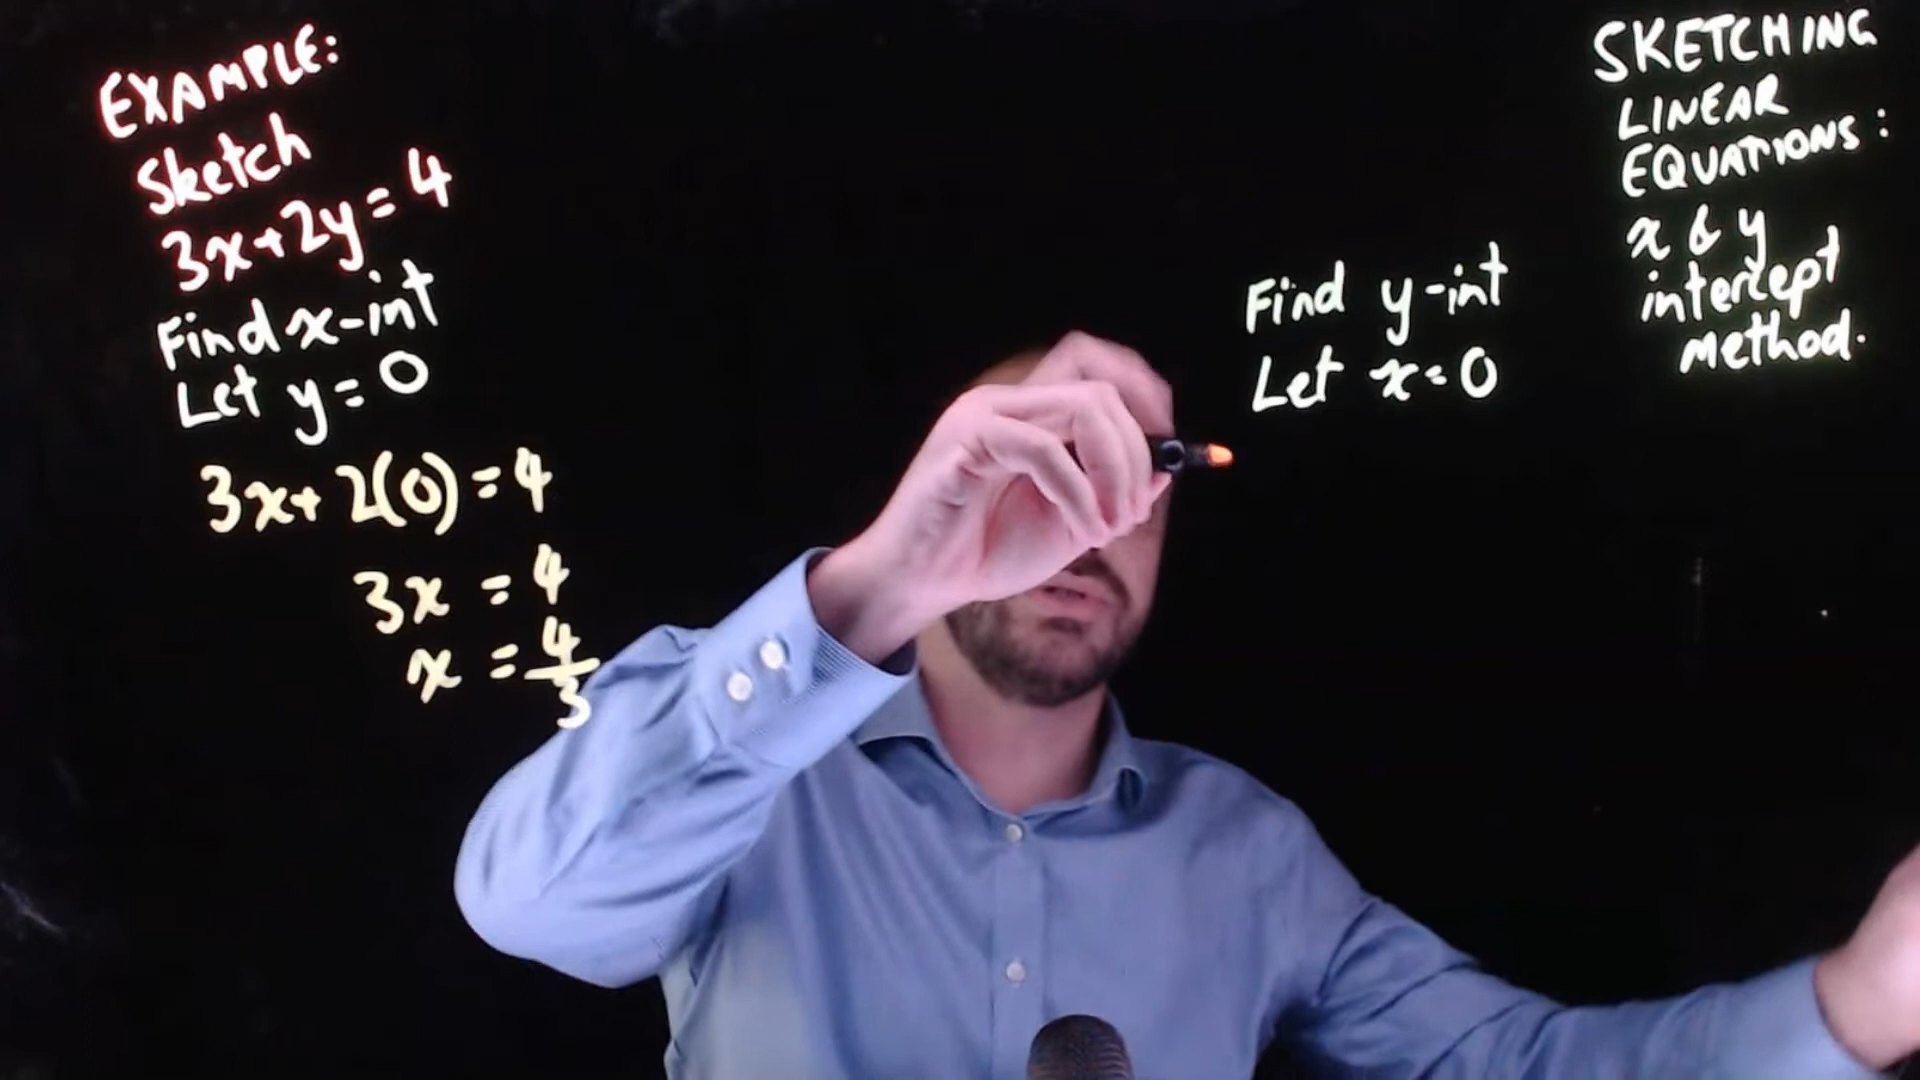 EXAMPLE:
Sketch
3x+2y=4
Find x-int
Let y=0
3x+2(0)=4
3x=4
x=4/3
Find y-int
Let x=0
SKETCHING
LINEAR
EQUATIONS:
x & y
intercept
method.